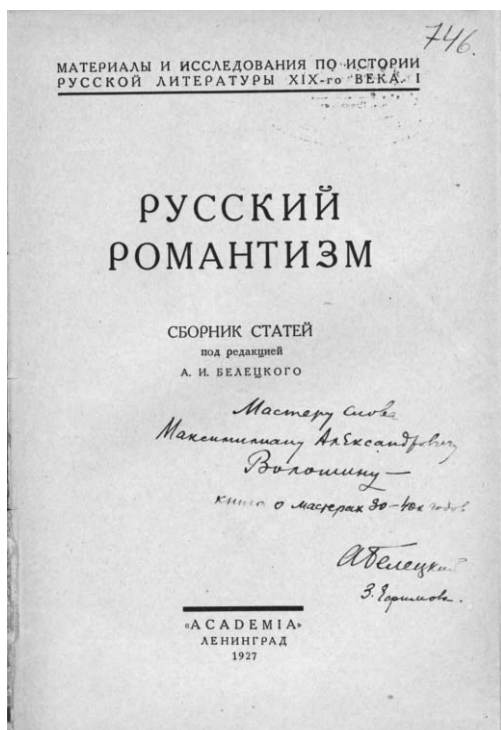 746.
МАТЕРИАЛЫ И ИССЛЕДОВАНИЯ ПО ИСТОРИИ
РУССКОЙ ЛИТЕРАТУРЫ XIX-го ВЕКА. I
РУССКИЙ
РОМАНТИЗМ
СБОРНИК СТАТЕЙ
под редакцией
А. И. БЕЛЕЦКОГО
Мастеру слова
Максимилиану Александровичу
Волошину —
книга о мастерах 30–40х годов
АБелецкий
З. Ефимова.
«ACADEMIA»
ЛЕНИНГРАД
1927